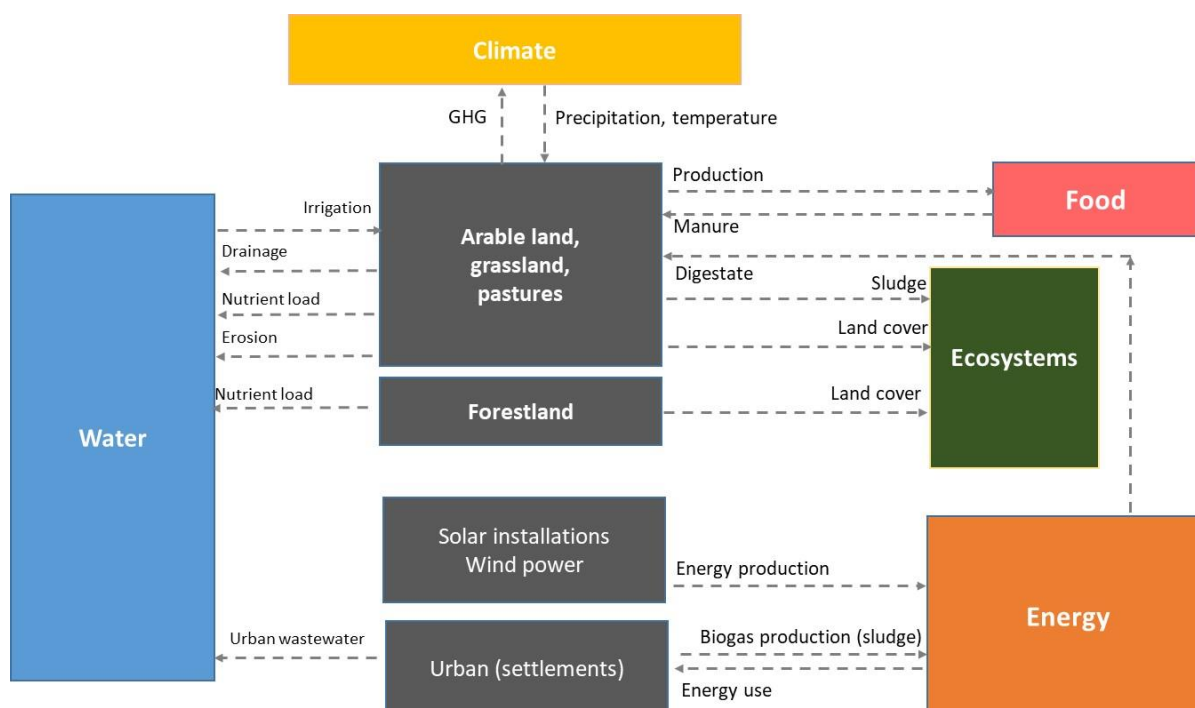 Climate
GHG
Precipitation, temperature
Production
Food
Irrigation
Manure
Arable land,
grassland,
pastures
Drainage
Digestate
Sludge
Nutrient load
Erosion
Land cover
Ecosystems
Nutrient load
Forestland
Land cover
Water
Solar installations
Wind power
Energy production
Energy
Urban wastewater
Biogas production (sludge)
Urban (settlements)
Energy use